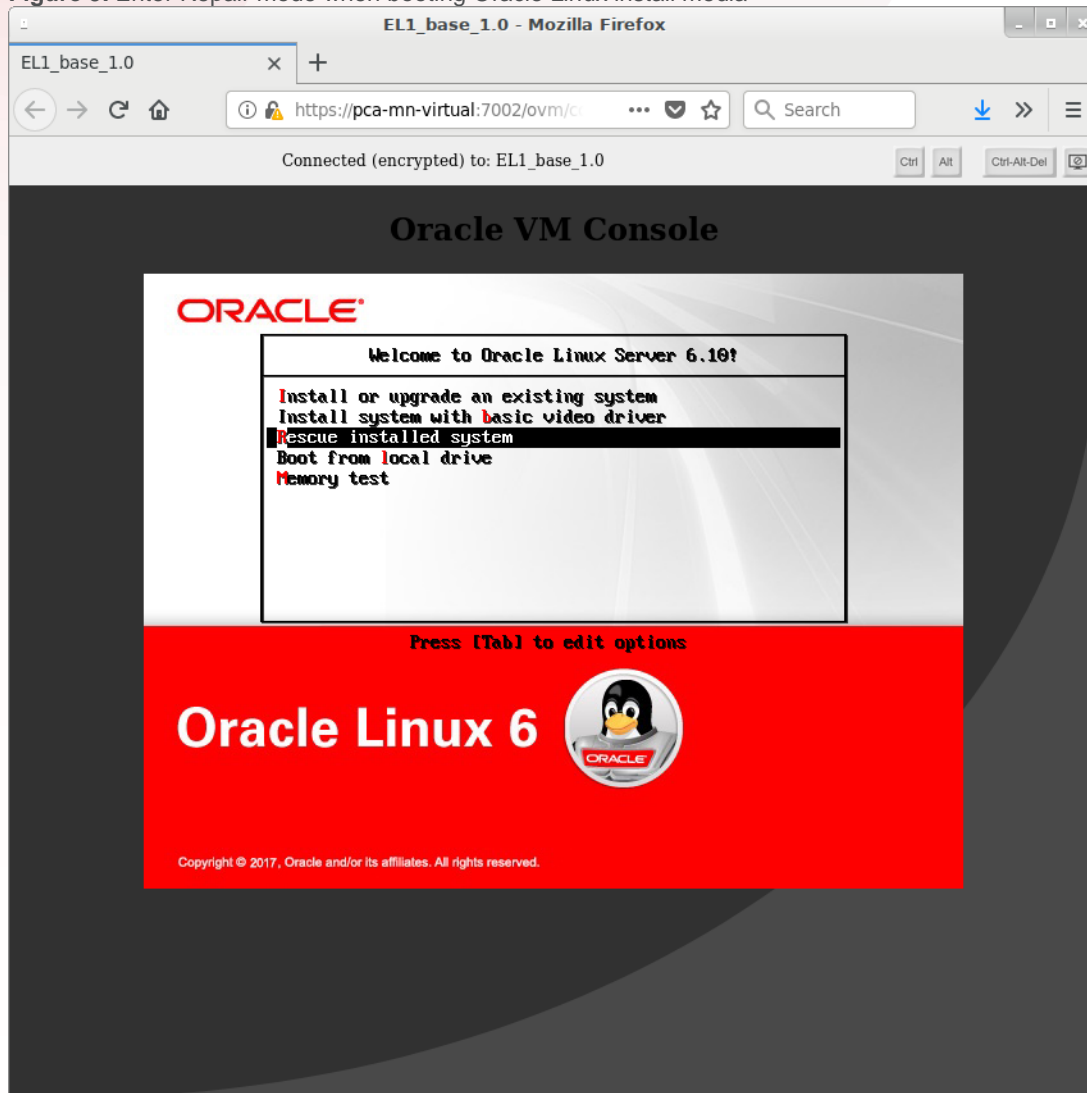 EL1_base_1.0 - Mozilla Firefox
EL1_base_1.0
https://pca-mn-virtual:7002/ovm/c
Search
Connected (encrypted) to: EL1_base_1.0
Ctrl
Alt
Ctrl-Alt-Del
Oracle VM Console
ORACLE
Welcome to Oracle Linux Server 6.10!
Install or upgrade an existing system
Install system with basic video driver
Rescue installed system
Boot from local drive
Memory test
Press [Tab] to edit options
Oracle Linux 6
ORACLE
Copyright © 2017, Oracle and/or its affiliates. All rights reserved.